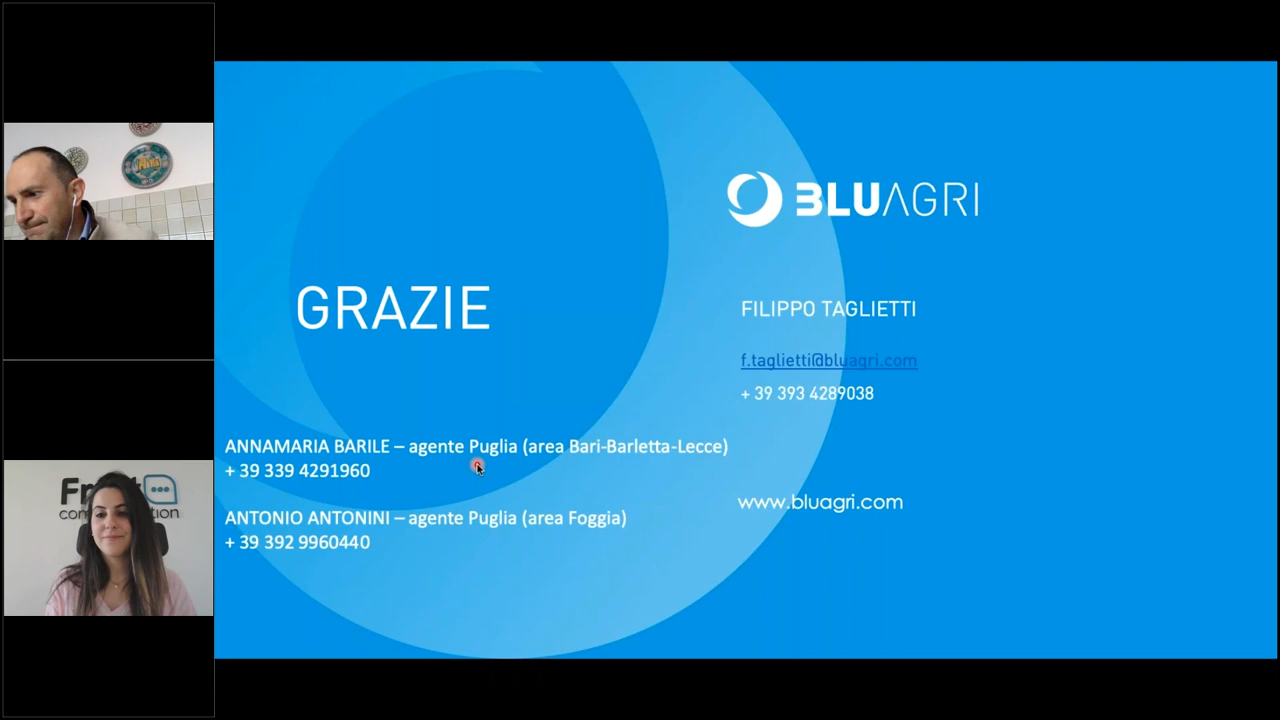 BLUAGRI
GRAZIE
FILIPPO TAGLIETTI
f.taglietti@bluagri.com
+ 39 393 4289038
ANNAMARIA BARILE – agente Puglia (area Bari-Barletta-Lecce)
+ 39 339 4291960
www.bluagri.com
ANTONIO ANTONINI – agente Puglia (area Foggia)
+ 39 392 9960440